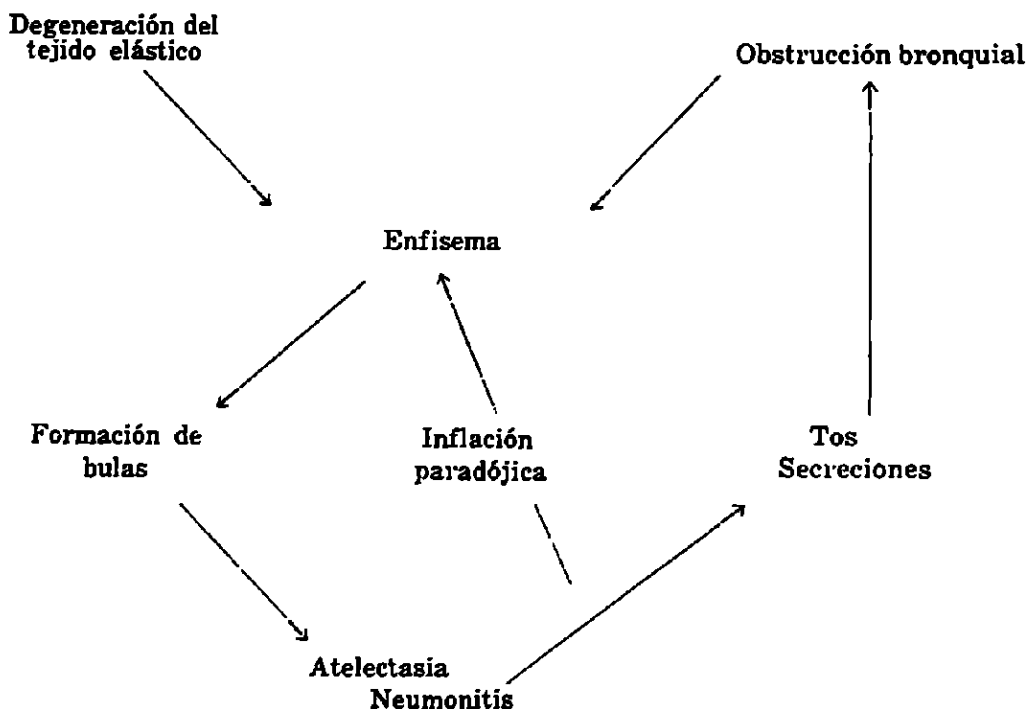 Degeneración del
tejido elástico
Obstrucción bronquial
Enfisema
Formación de
bulas
Inflación
paradójica
Tos
Secreciones
Atelectasia
Neumonitis